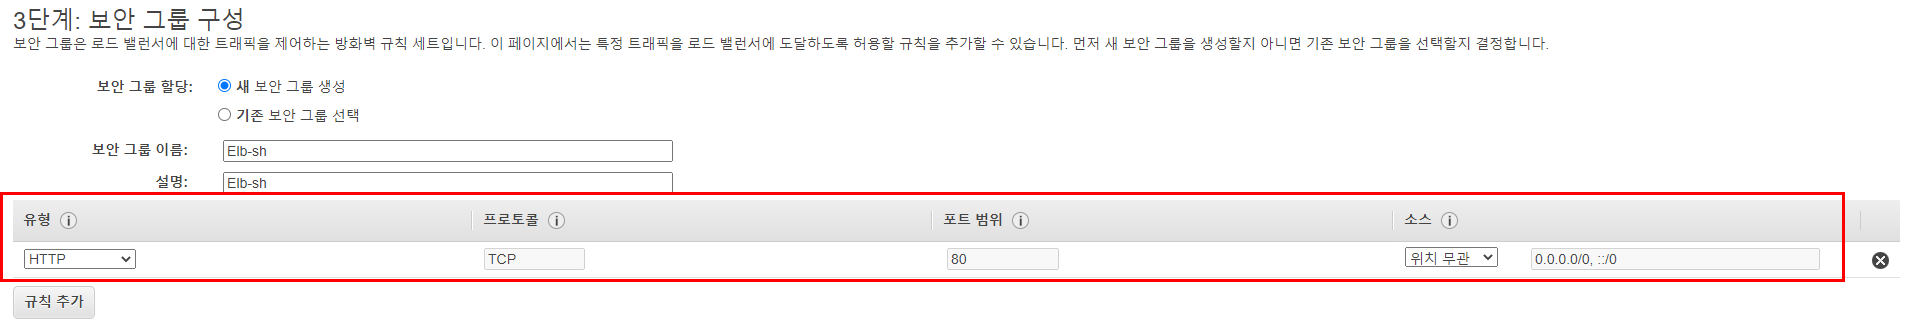 3단계: 보안 그룹 구성
보안 그룹은 로드 밸런서에 대한 트래픽을 제어하는 방화벽 규칙 세트입니다. 이 페이지에서는 특정 트래픽을 로드 밸런서에 도달하도록 허용할 규칙을 추가할 수 있습니다. 먼저 새 보안 그룹을 생성할지 아니면 기존 보안 그룹을 선택할지 결정합니다.
보안 그룹 할당: 새 보안 그룹 생성
기존 보안 그룹 선택
보안 그룹 이름: Elb-sh
설명: Elb-sh
유형 i 프로토콜 i 포트 범위 i 소스 i
HTTP TCP 80 위치 무관 0.0.0.0/0, ::/0
규칙 추가